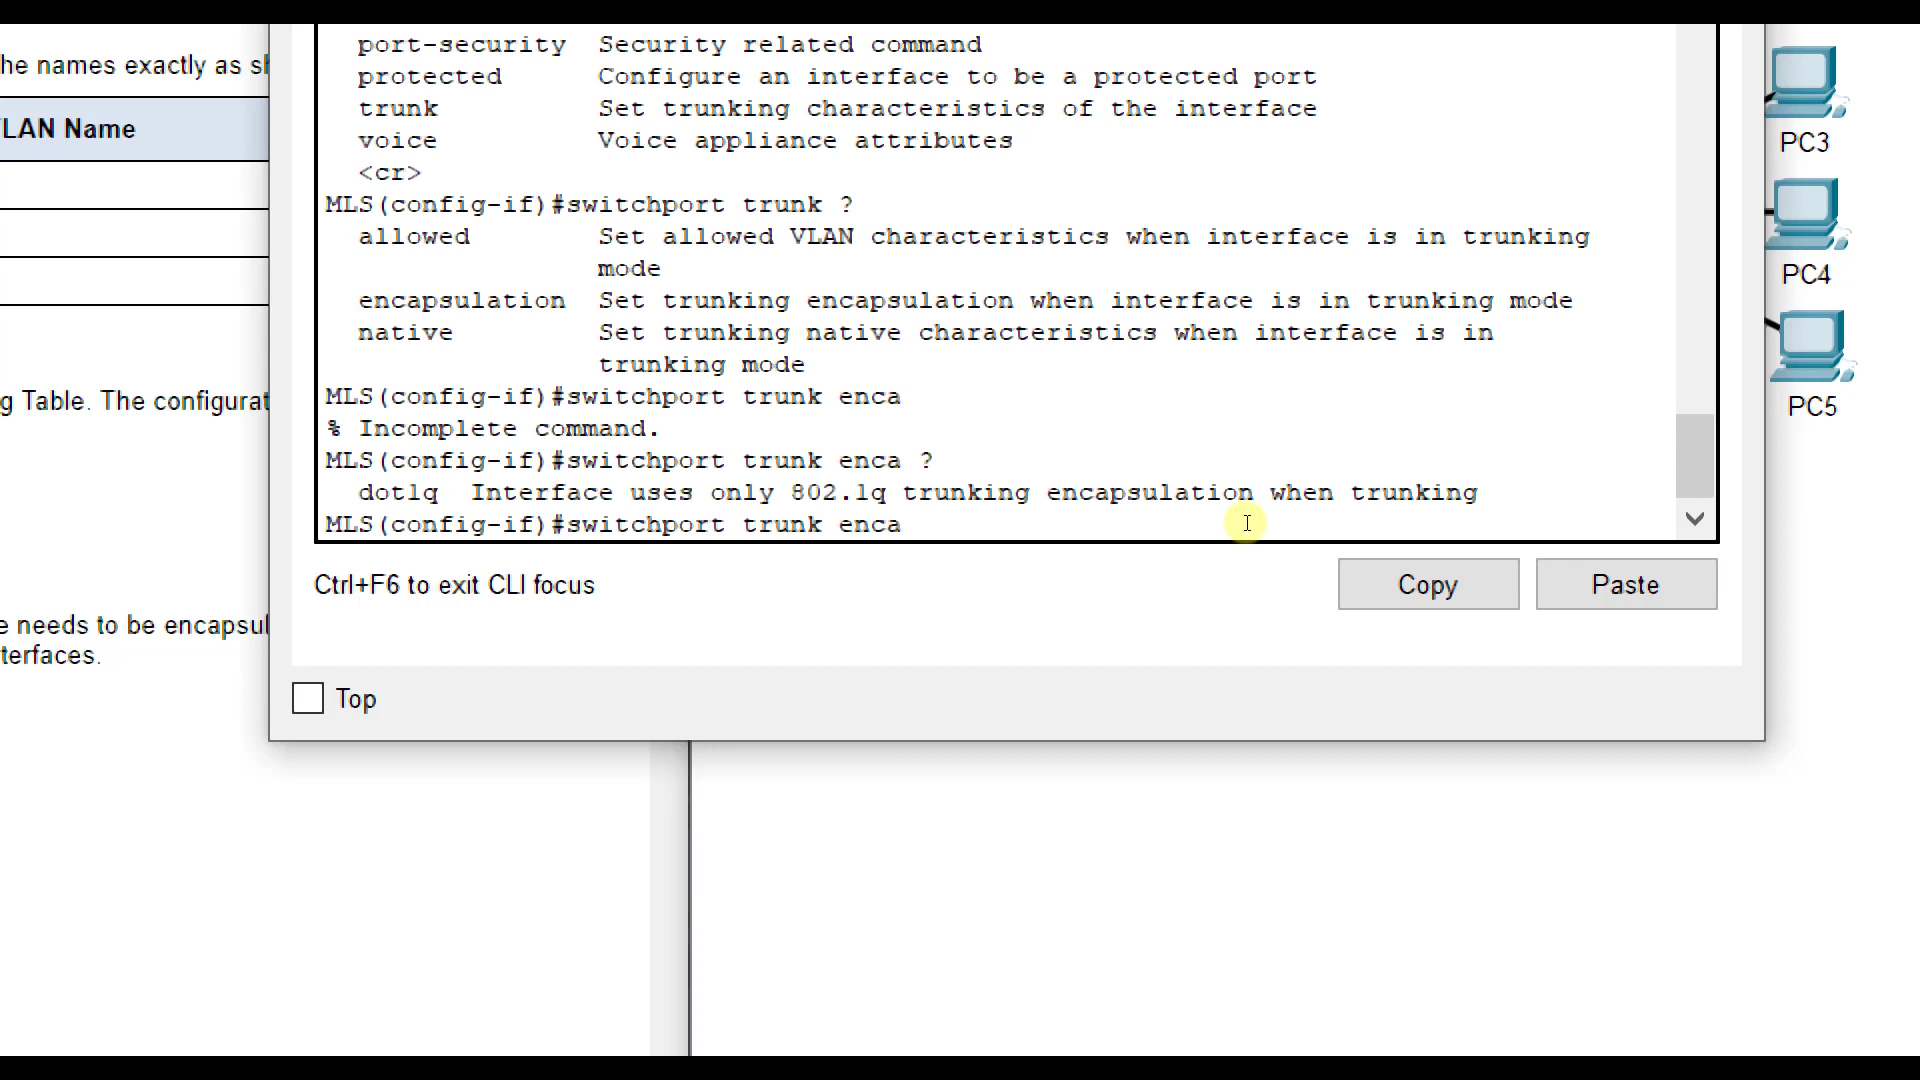 port-security  Security related command
protected      Configure an interface to be a protected port
trunk          Set trunking characteristics of the interface
voice          Voice appliance attributes
<cr>
MLS(config-if)#switchport trunk ?
allowed        Set allowed VLAN characteristics when interface is in trunking
mode
encapsulation  Set trunking encapsulation when interface is in trunking mode
native         Set trunking native characteristics when interface is in
trunking mode
MLS(config-if)#switchport trunk enca
% Incomplete command.
MLS(config-if)#switchport trunk enca ?
dot1q  Interface uses only 802.1q trunking encapsulation when trunking
MLS(config-if)#switchport trunk enca
Ctrl+F6 to exit CLI focus
Copy
Paste
Top
he names exactly as sh
LAN Name
g Table. The configurat
e needs to be encapsul
terfaces.
PC3
PC4
PC5